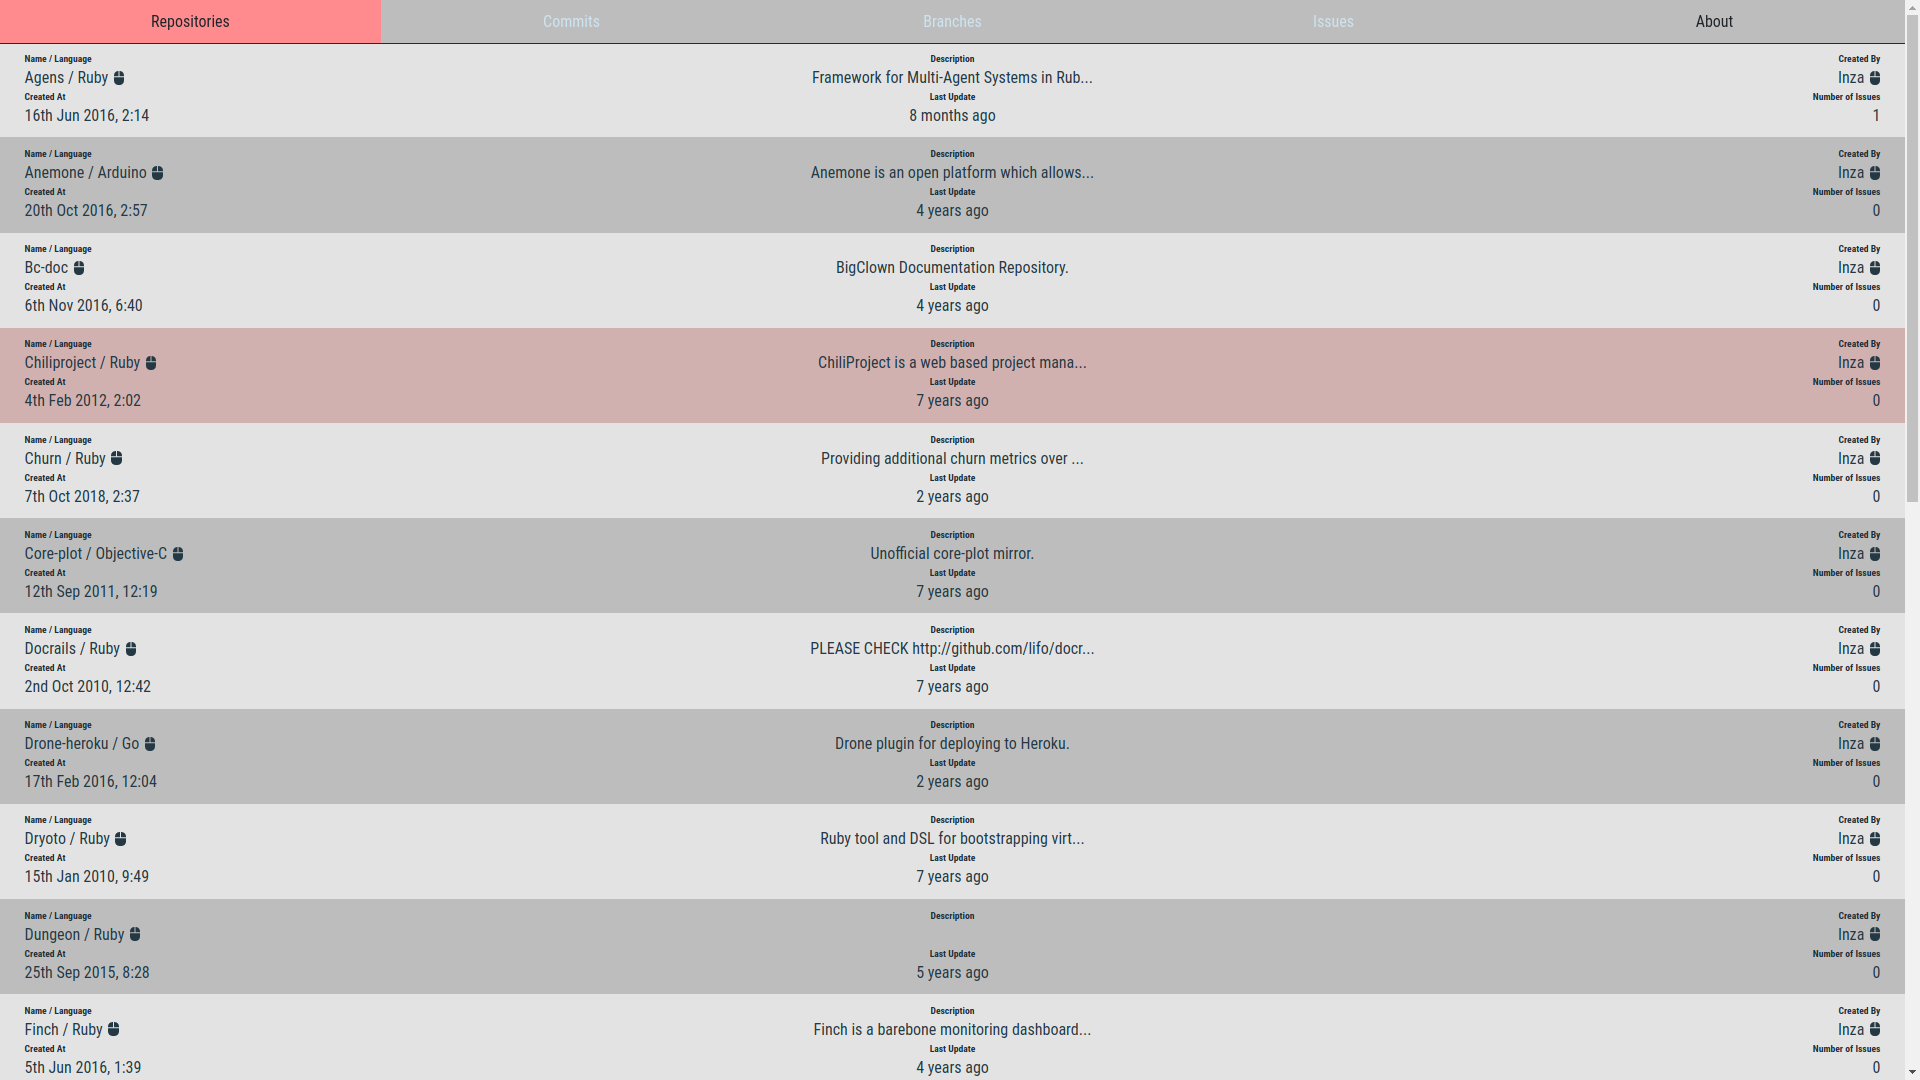 Repositories Commits Branches Issues About
Name / Language Description Created By
Agens / Ruby Framework for Multi-Agent Systems in Rub... Inza
Created At Last Update Number of Issues
16th Jun 2016, 2:14 8 months ago 1
Name / Language Description Created By
Anemone / Arduino Anemone is an open platform which allows... Inza
Created At Last Update Number of Issues
20th Oct 2016, 2:57 4 years ago 0
Name / Language Description Created By
Bc-doc BigClown Documentation Repository. Inza
Created At Last Update Number of Issues
6th Nov 2016, 6:40 4 years ago 0
Name / Language Description Created By
Chiliproject / Ruby ChiliProject is a web based project mana... Inza
Created At Last Update Number of Issues
4th Feb 2012, 2:02 7 years ago 0
Name / Language Description Created By
Churn / Ruby Providing additional churn metrics over ... Inza
Created At Last Update Number of Issues
7th Oct 2018, 2:37 2 years ago 0
Name / Language Description Created By
Core-plot / Objective-C Unofficial core-plot mirror. Inza
Created At Last Update Number of Issues
12th Sep 2011, 12:19 7 years ago 0
Name / Language Description Created By
Docrails / Ruby PLEASE CHECK http://github.com/lifo/docr... Inza
Created At Last Update Number of Issues
2nd Oct 2010, 12:42 7 years ago 0
Name / Language Description Created By
Drone-heroku / Go Drone plugin for deploying to Heroku. Inza
Created At Last Update Number of Issues
17th Feb 2016, 12:04 2 years ago 0
Name / Language Description Created By
Dryoto / Ruby Ruby tool and DSL for bootstrapping virt... Inza
Created At Last Update Number of Issues
15th Jan 2010, 9:49 7 years ago 0
Name / Language Description Created By
Dungeon / Ruby Inza
Created At Last Update Number of Issues
25th Sep 2015, 8:28 5 years ago 0
Name / Language Description Created By
Finch / Ruby Finch is a barebone monitoring dashboard... Inza
Created At Last Update Number of Issues
5th Jun 2016, 1:39 4 years ago 0